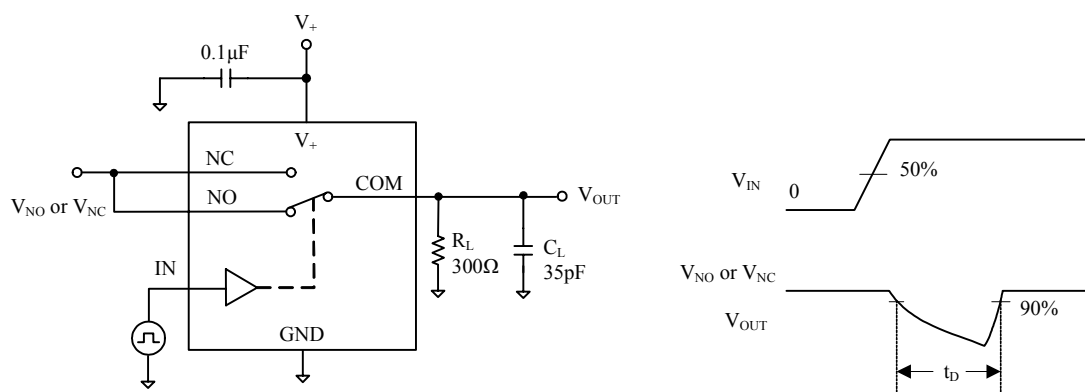 V+
0.1μF
V+
NC
NO
COM
VNO or VNC
VOUT
IN
RL
300Ω
CL
35pF
GND
VIN
0
50%
VNO or VNC
VOUT
90%
tD